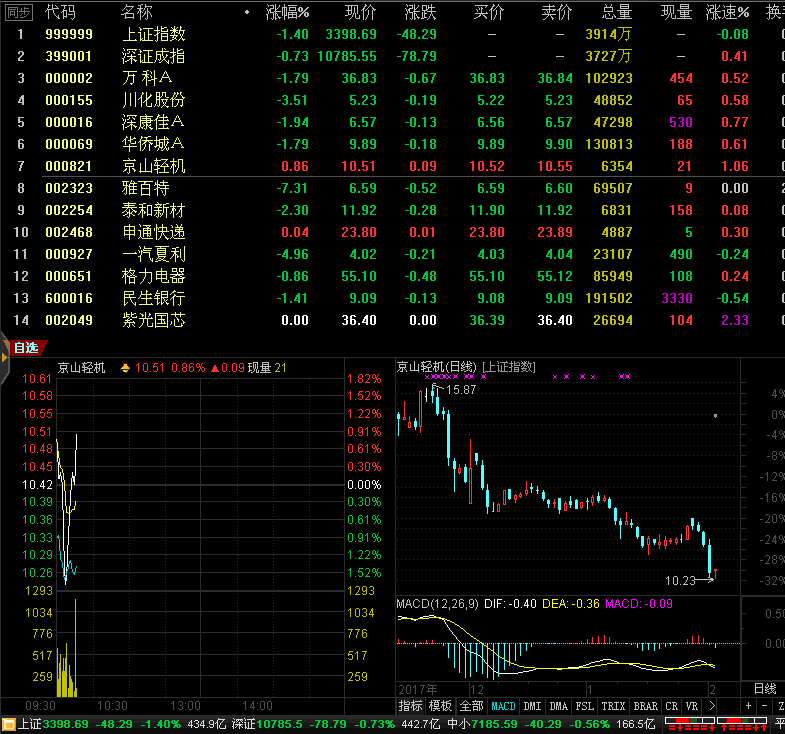 同步 代码 名称 • 涨幅% 现价 涨跌 买价 卖价 总量 现量 涨速% 换手
1 999999 上证指数 -1.40 3398.69 -48.29 — — 3914万 — -0.08
2 399001 深证成指 -0.73 10785.55 -78.79 — — 3727万 — 0.41
3 000002 万 科A -1.79 36.83 -0.67 36.83 36.84 102923 454 0.52
4 000155 川化股份 -3.51 5.23 -0.19 5.22 5.23 48852 65 0.58
5 000016 深康佳A -1.94 6.57 -0.13 6.56 6.57 47298 530 0.77
6 000069 华侨城A -1.79 9.89 -0.18 9.89 9.90 130813 188 0.61
7 000821 京山轻机 0.86 10.51 0.09 10.52 10.55 6354 21 1.06
8 002323 雅百特 -7.31 6.59 -0.52 6.59 6.60 69507 9 0.00
9 002254 泰和新材 -2.30 11.92 -0.28 11.90 11.92 6831 158 0.08
10 002468 申通快递 0.04 23.80 0.01 23.80 23.89 4887 5 0.30
11 000927 一汽夏利 -4.96 4.02 -0.21 4.03 4.04 23107 490 -0.24
12 000651 格力电器 -0.86 55.10 -0.48 55.10 55.12 85949 108 0.24
13 600016 民生银行 -1.41 9.09 -0.13 9.08 9.09 191502 3330 -0.54
14 002049 紫光国芯 0.00 36.40 0.00 36.39 36.40 26694 104 2.33
自选
京山轻机 10.51 0.86% ▲0.09 现量 21
10.61 1.82%
10.58 1.52%
10.55 1.22%
10.51 0.91%
10.48 0.61%
10.45 0.30%
10.42 0.00%
10.39 0.30%
10.36 0.61%
10.33 0.91%
10.29 1.22%
10.26 1.52%
1293 1293
1034 1034
776 776
517 517
259 259
09:30 10:30 13:00 14:00
京山轻机(日线) [上证指数]
15.87
10.23
4%
0%
-4%
-8%
-12%
-16%
-20%
-24%
-28%
-32%
MACD(12,26,9) DIF: -0.40 DEA: -0.36 MACD: -0.09
0.50
0.00
2017年 12 1 2 日线
指标 模板 全部 MACD DMI DMA FSL TRIX BRAR CR VR > + - Z
上证3398.69 -48.29 -1.40% 434.9亿 深证10785.5 -78.79 -0.73% 442.7亿 中小7185.59 -40.29 -0.56% 166.5亿